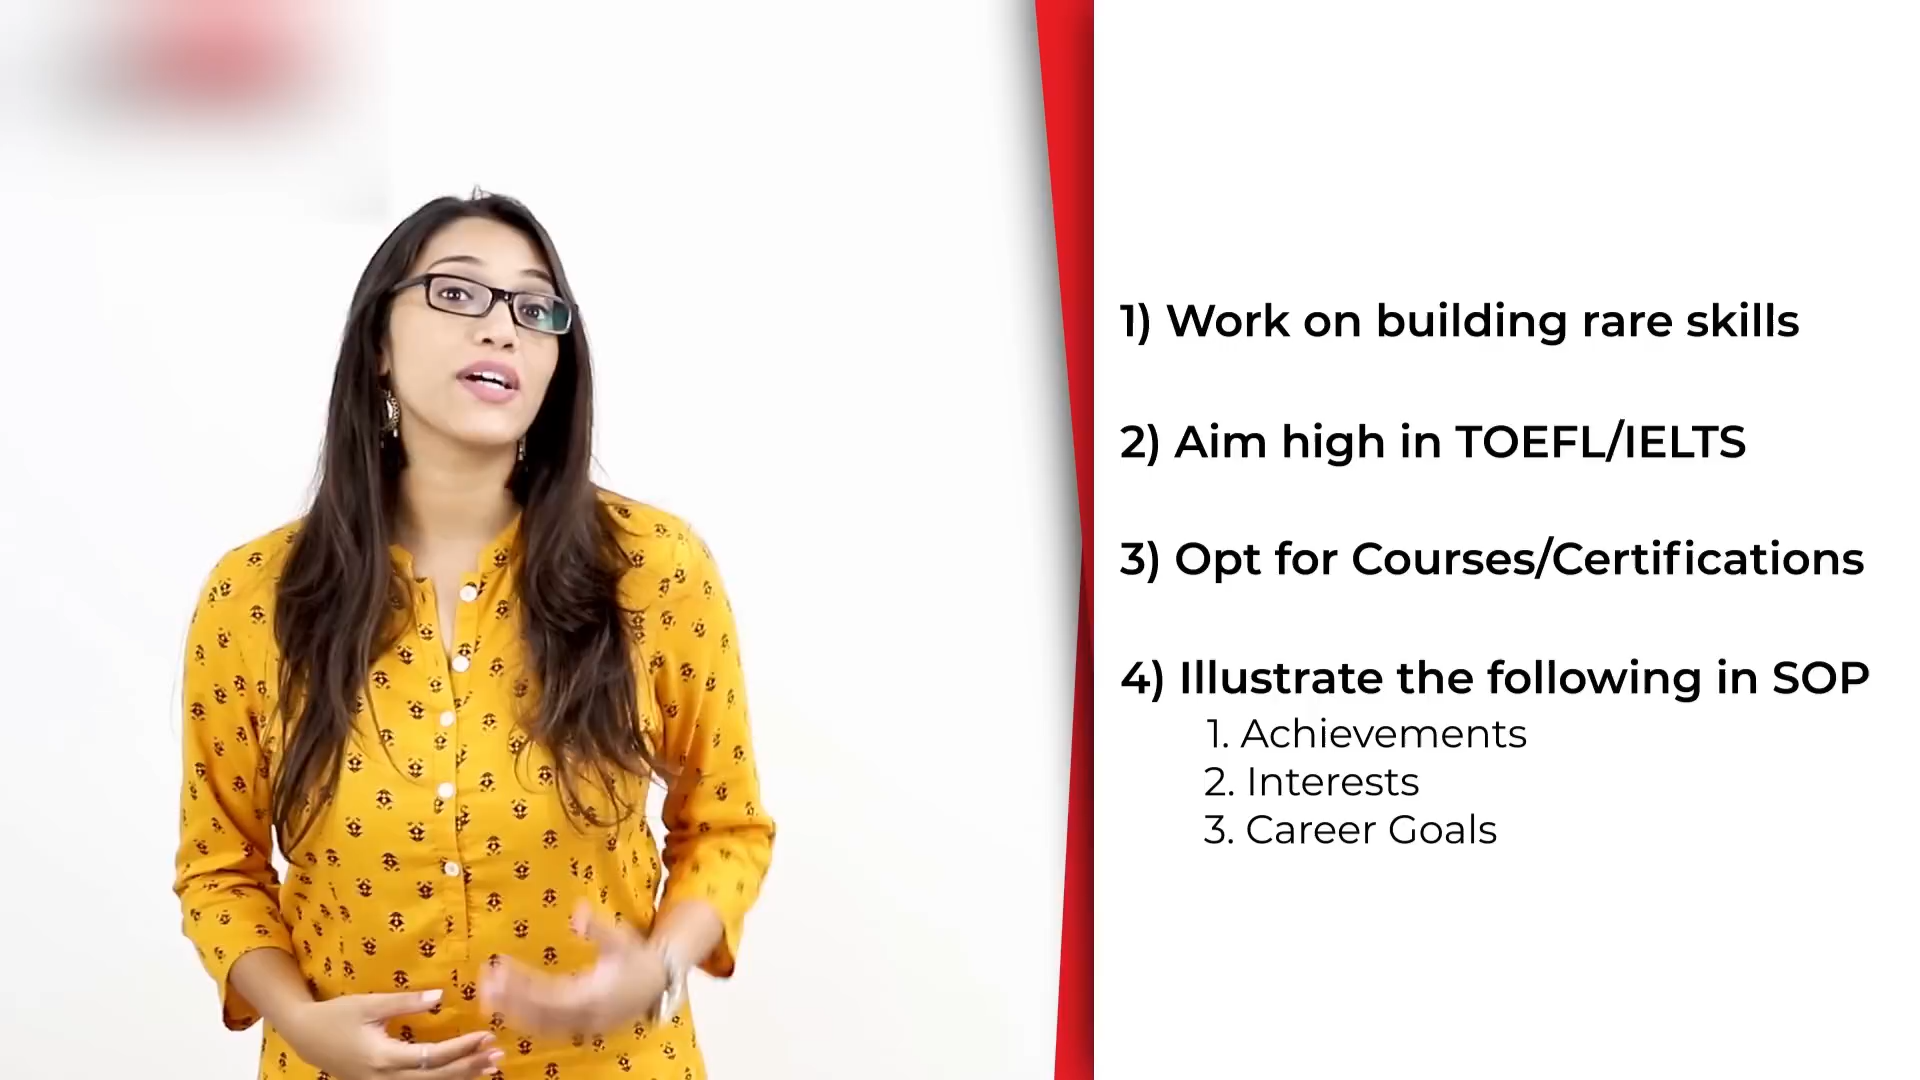 1) Work on building rare skills
2) Aim high in TOEFL/IELTS
3) Opt for Courses/Certifications
4) Illustrate the following in SOP
1. Achievements
2. Interests
3. Career Goals